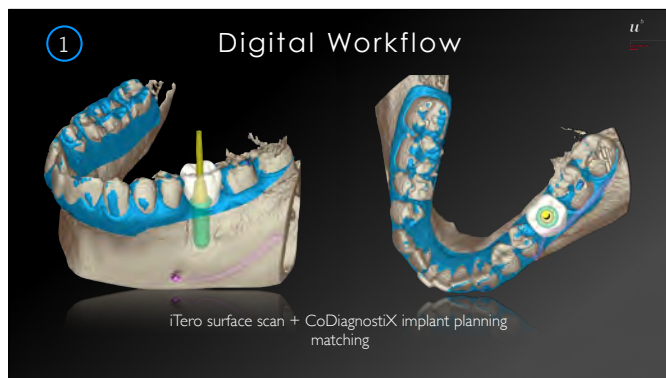 1
Digital Workflow
u^b
iTero surface scan + CoDiagnostiX implant planning
matching